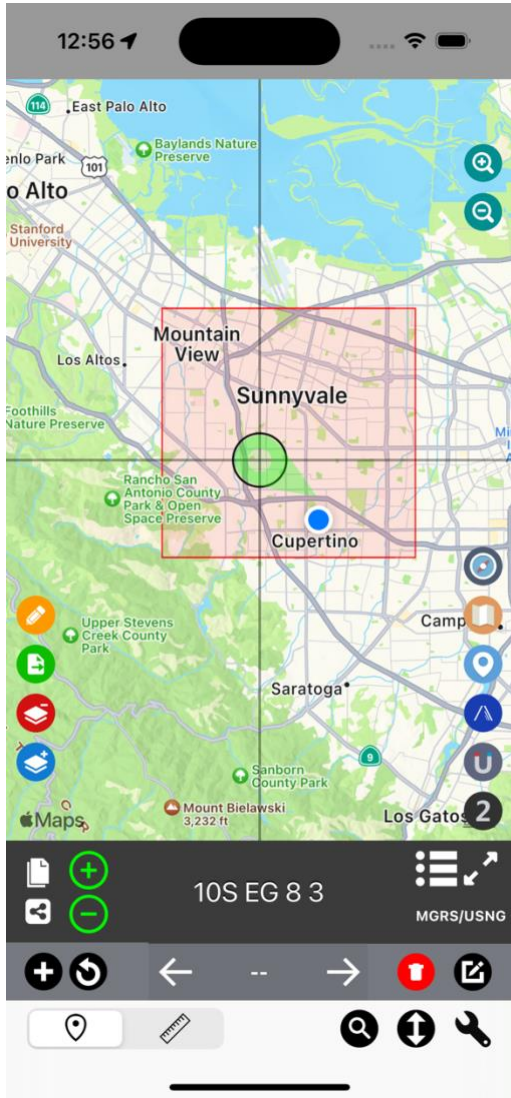 12:56
114
East Palo Alto
Baylands Nature
Preserve
enlo Park
101
o Alto
Stanford
University
Mountain
View
Los Altos
Sunnyvale
Foothills
Nature Preserve
Mi
Rancho San
Antonio County
Park & Open
Space Preserve
Cupertino
Upper Stevens
Creek County
Park
Camp
Saratoga
9
Sanborn
County Park
Mount Bielawski
3,232 ft
Los Gatos
2
Maps
10S EG 8 3
MGRS/USNG
--